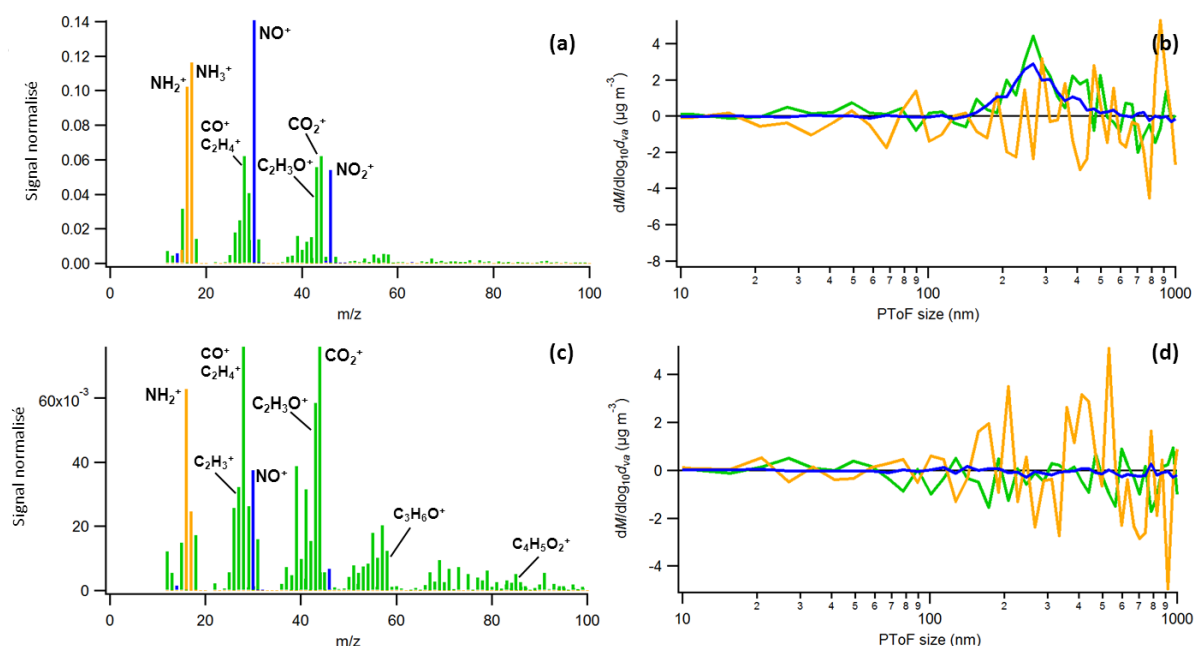 (a)
Signal normalisé
0.14
0.12
0.10
0.08
0.06
0.04
0.02
0.00
NH₂⁺
NH₃⁺
NO⁺
CO⁺
C₂H₄⁺
CO₂⁺
C₂H₃O⁺
NO₂⁺
0 20 40 60 80 100
m/z
(b)
dM/dlog₁₀dva (µg m⁻³)
4
2
0
-2
-4
-6
-8
10 2 3 4 5 6 7 8 9 100 2 3 4 5 6 7 8 9 1000
PToF size (nm)
(c)
Signal normalisé
60x10⁻³
40
20
0
NH₂⁺
CO⁺
C₂H₄⁺
CO₂⁺
C₂H₃O⁺
C₂H₃⁺
NO⁺
C₃H₆O⁺
C₄H₅O₂⁺
0 20 40 60 80 100
m/z
(d)
dM/dlog₁₀dva (µg m⁻³)
4
2
0
-2
-4
10 2 3 4 5 6 7 8 9 100 2 3 4 5 6 7 8 9 1000
PToF size (nm)